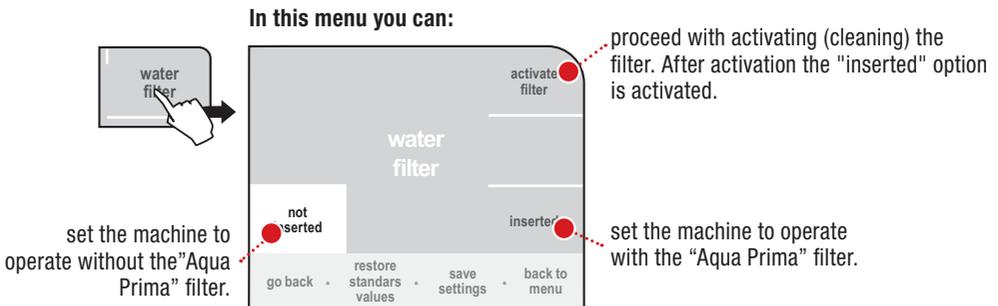 In this menu you can:
water
filter
activate
filter
proceed with activating (cleaning) the
filter. After activation the "inserted" option
is activated.
water
filter
not
inserted
inserted
set the machine to
operate without the”Aqua
Prima” filter.
set the machine to operate
with the “Aqua Prima” filter.
go back
restore
standars
values
save
settings
back to
menu